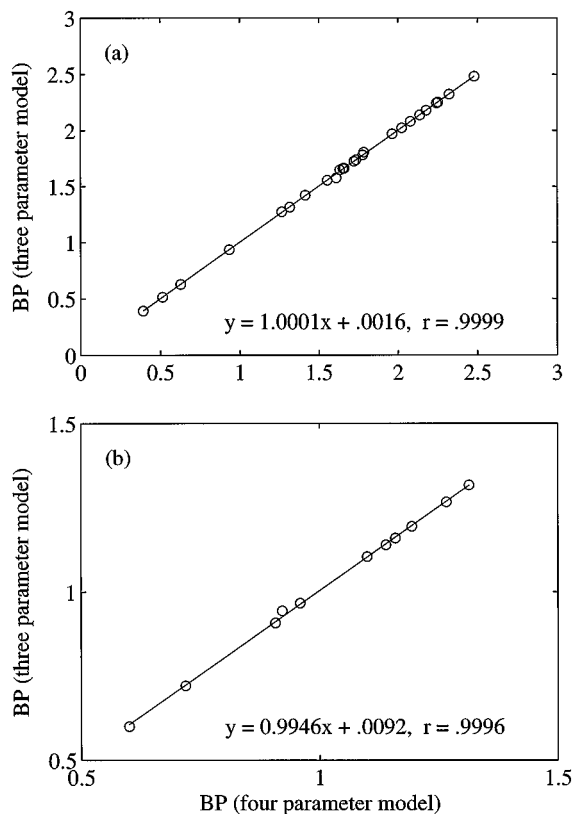 3
(a)
2.5
2
1.5
1
0.5
0
BP (three parameter model)
y = 1.0001x + .0016, r = .9999
0 0.5 1 1.5 2 2.5 3
1.5
(b)
1
0.5
BP (three parameter model)
y = 0.9946x + .0092, r = .9996
0.5 1 1.5
BP (four parameter model)